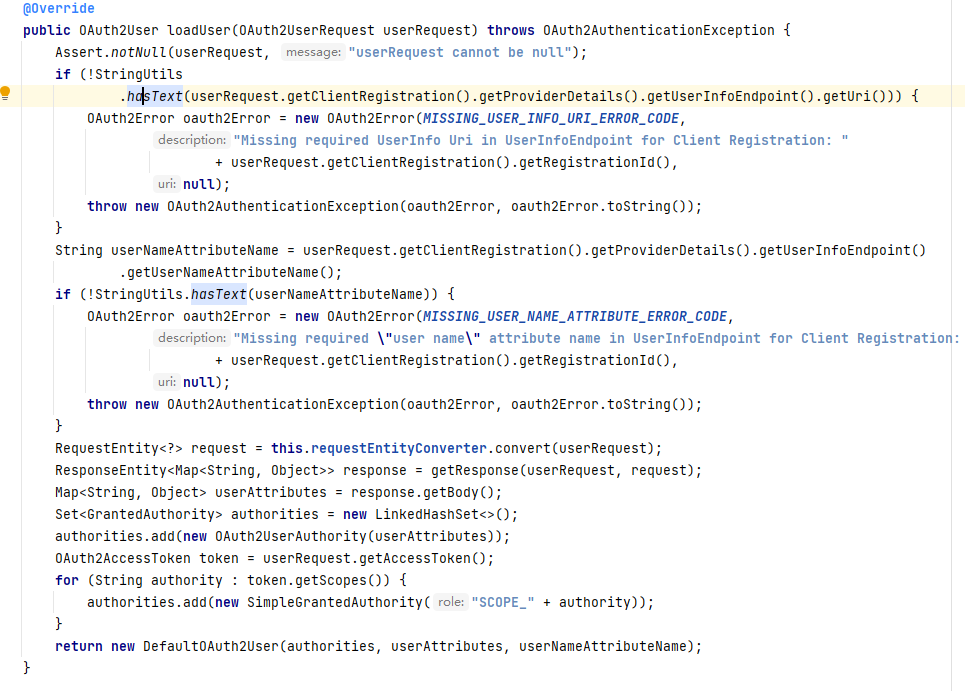 @Override
public OAuth2User loadUser(OAuth2UserRequest userRequest) throws OAuth2AuthenticationException {
Assert.notNull(userRequest, message: "userRequest cannot be null");
if (!StringUtils
.hasText(userRequest.getClientRegistration().getProviderDetails().getUserInfoEndpoint().getUri())) {
OAuth2Error oauth2Error = new OAuth2Error(MISSING_USER_INFO_URI_ERROR_CODE,
description: "Missing required UserInfo Uri in UserInfoEndpoint for Client Registration: "
+ userRequest.getClientRegistration().getRegistrationId(),
uri: null);
throw new OAuth2AuthenticationException(oauth2Error, oauth2Error.toString());
}
String userNameAttributeName = userRequest.getClientRegistration().getProviderDetails().getUserInfoEndpoint()
.getUserNameAttributeName();
if (!StringUtils.hasText(userNameAttributeName)) {
OAuth2Error oauth2Error = new OAuth2Error(MISSING_USER_NAME_ATTRIBUTE_ERROR_CODE,
description: "Missing required \"user name\" attribute name in UserInfoEndpoint for Client Registration:
+ userRequest.getClientRegistration().getRegistrationId(),
uri: null);
throw new OAuth2AuthenticationException(oauth2Error, oauth2Error.toString());
}
RequestEntity<?> request = this.requestEntityConverter.convert(userRequest);
ResponseEntity<Map<String, Object>> response = getResponse(userRequest, request);
Map<String, Object> userAttributes = response.getBody();
Set<GrantedAuthority> authorities = new LinkedHashSet<>();
authorities.add(new OAuth2UserAuthority(userAttributes));
OAuth2AccessToken token = userRequest.getAccessToken();
for (String authority : token.getScopes()) {
authorities.add(new SimpleGrantedAuthority( role: "SCOPE_" + authority));
}
return new DefaultOAuth2User(authorities, userAttributes, userNameAttributeName);
}